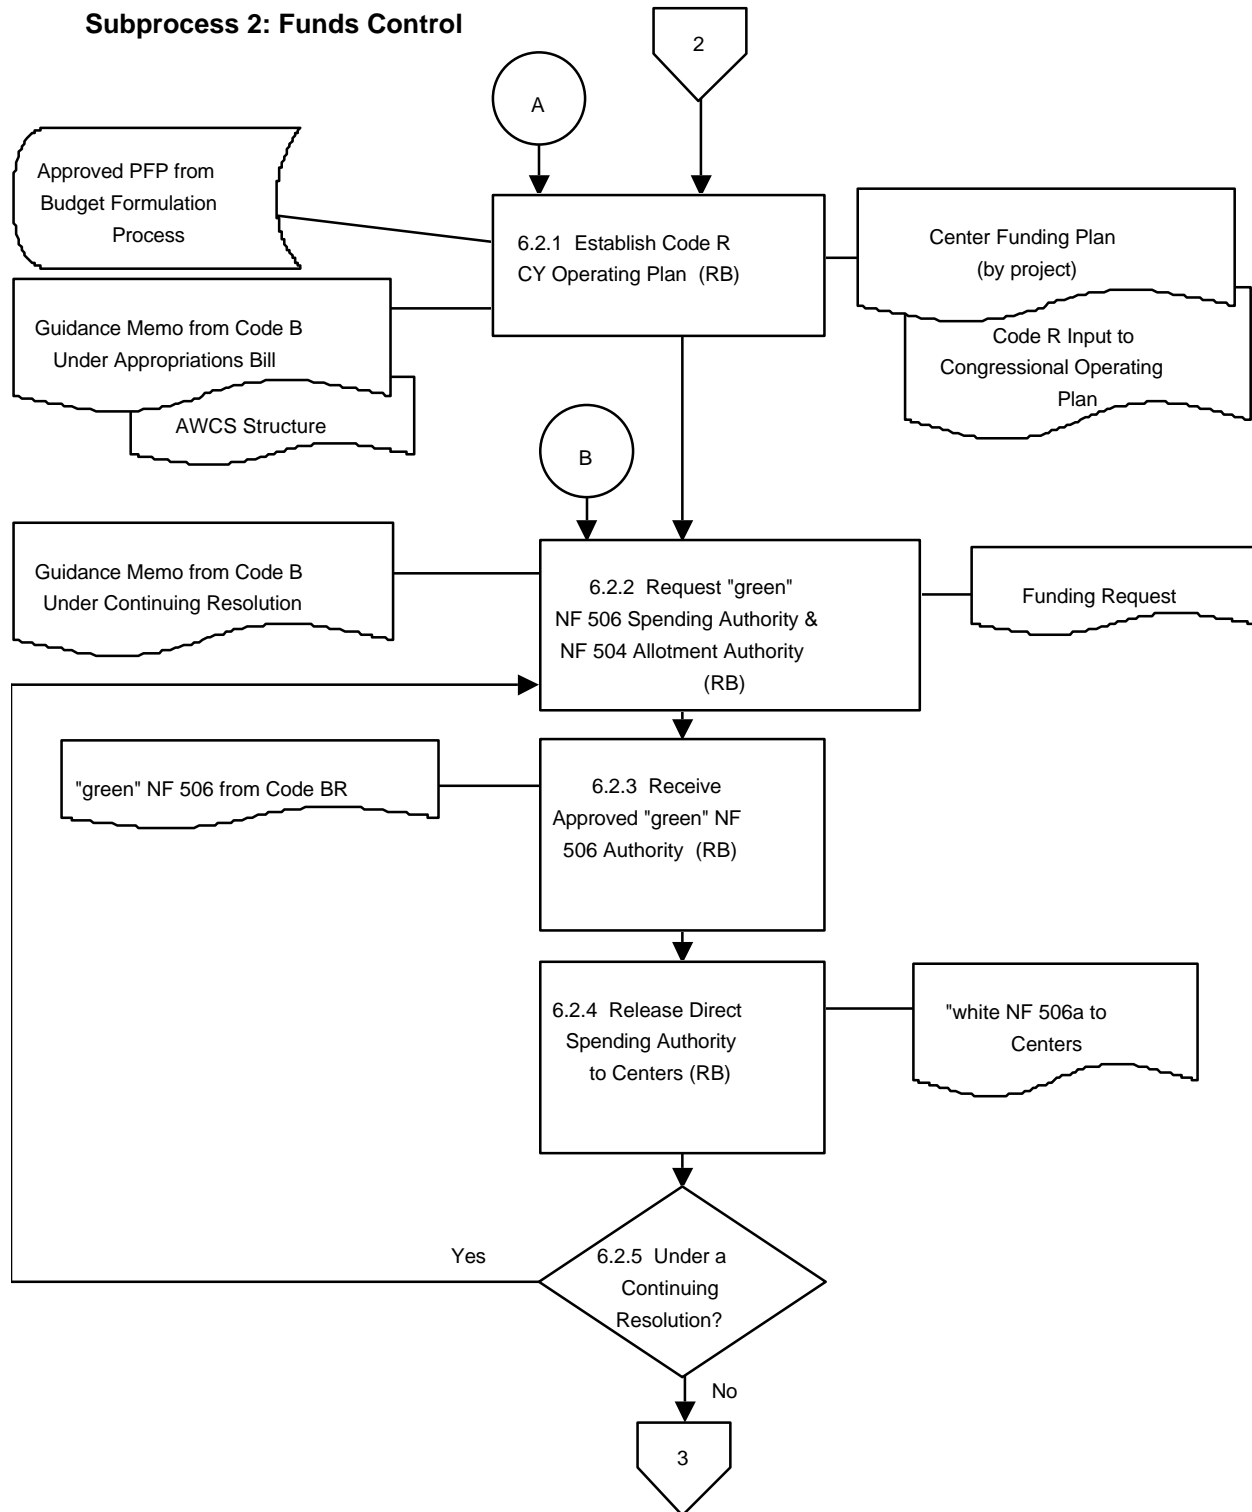 Subprocess 2: Funds Control
2
A
Approved PFP from
Budget Formulation
Process
6.2.1 Establish Code R
CY Operating Plan (RB)
Center Funding Plan
(by project)
Guidance Memo from Code B
Under Appropriations Bill
Code R Input to
Congressional Operating
Plan
AWCS Structure
B
Guidance Memo from Code B
Under Continuing Resolution
6.2.2 Request "green"
NF 506 Spending Authority &
NF 504 Allotment Authority
(RB)
Funding Request
"green" NF 506 from Code BR
6.2.3 Receive
Approved "green" NF
506 Authority (RB)
6.2.4 Release Direct
Spending Authority
to Centers (RB)
"white NF 506a to
Centers
Yes
6.2.5 Under a
Continuing
Resolution?
No
3